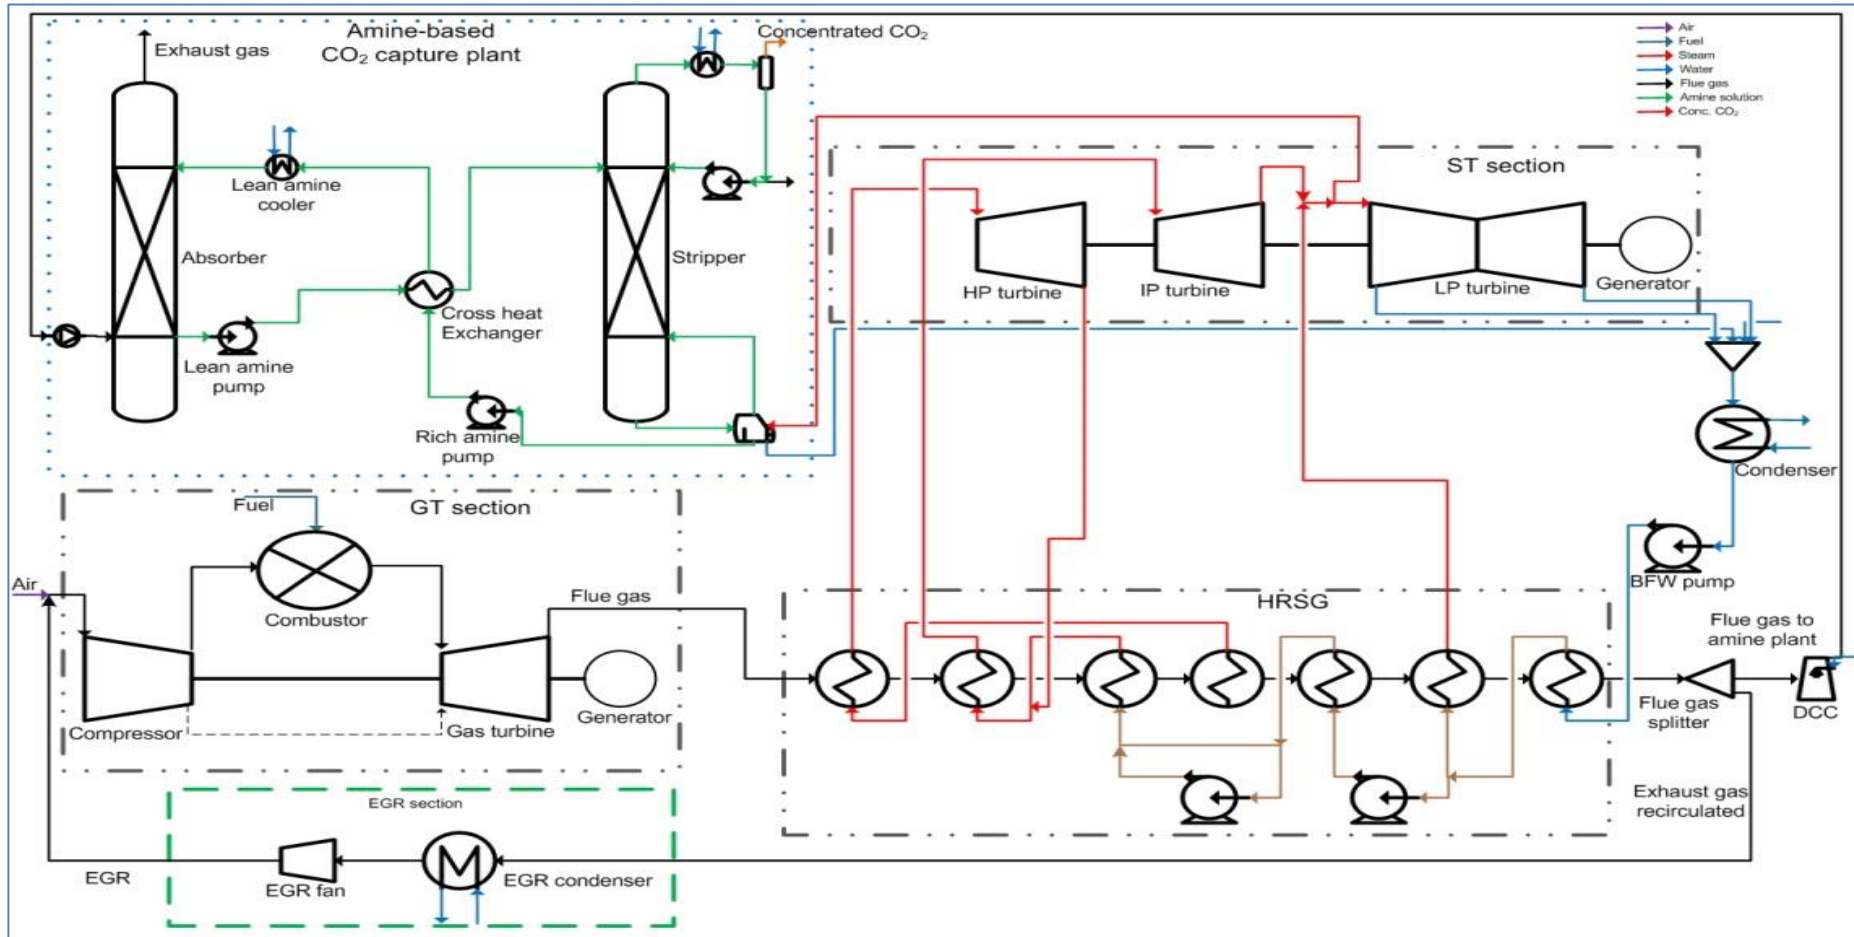 Amine-based
CO₂ capture plant
Exhaust gas
Concentrated CO₂
Air
Fuel
Steam
Water
Flue gas
Amine solution
Conc. CO₂
Lean amine
cooler
Absorber
Stripper
Cross heat
Exchanger
Lean amine
pump
Rich amine
pump
ST section
HP turbine
IP turbine
LP turbine
Generator
Condenser
BFW pump
GT section
Fuel
Air
Combustor
Flue gas
Compressor
Gas turbine
Generator
HRSG
Flue gas to
amine plant
Flue gas
splitter
DCC
Exhaust gas
recirculated
EGR section
EGR
EGR fan
EGR condenser